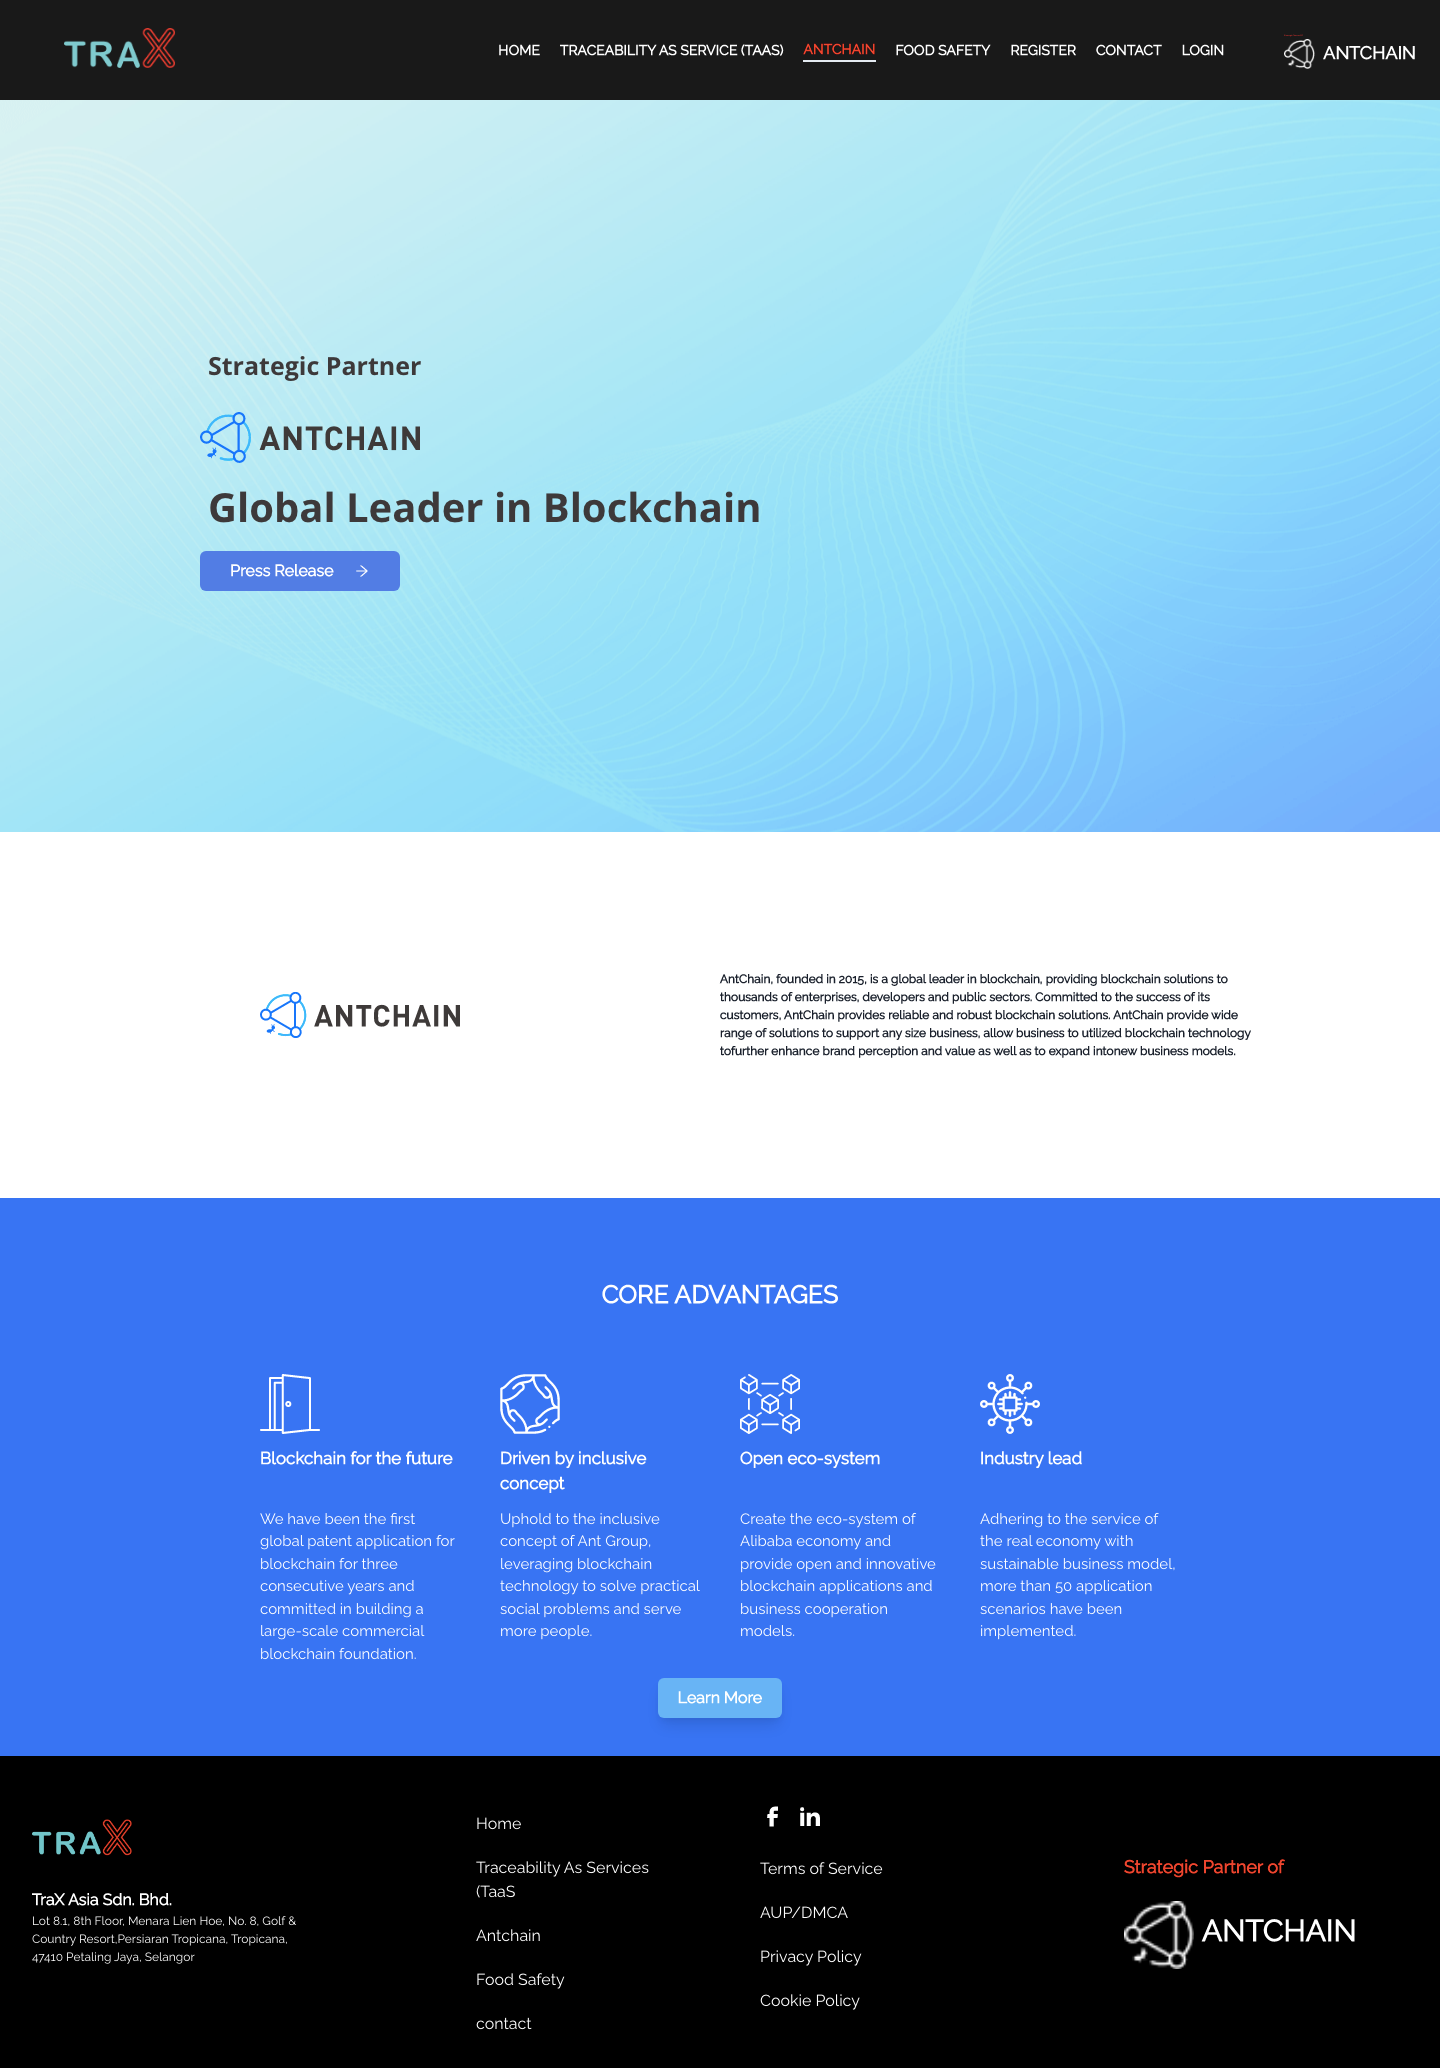 TRAX
HOME TRACEABILITY AS SERVICE (TAAS) ANTCHAIN FOOD SAFETY REGISTER CONTACT LOGIN
ANTCHAIN
Strategic Partner
ANTCHAIN
Global Leader in Blockchain
Press Release →
ANTCHAIN
AntChain, founded in 2015, is a global leader in blockchain, providing blockchain solutions to
thousands of enterprises, developers and public sectors. Committed to the success of its
customers, AntChain provides reliable and robust blockchain solutions. AntChain provide wide
range of solutions to support any size business, allow business to utilized blockchain technology
tofurther enhance brand perception and value as well as to expand intonew business models.
CORE ADVANTAGES
Blockchain for the future
We have been the first
global patent application for
blockchain for three
consecutive years and
committed in building a
large-scale commercial
blockchain foundation.
Driven by inclusive
concept
Uphold to the inclusive
concept of Ant Group,
leveraging blockchain
technology to solve practical
social problems and serve
more people.
Open eco-system
Create the eco-system of
Alibaba economy and
provide open and innovative
blockchain applications and
business cooperation
models.
Industry lead
Adhering to the service of
the real economy with
sustainable business model,
more than 50 application
scenarios have been
implemented.
Learn More
TRAX
TraX Asia Sdn. Bhd.
Lot 8.1, 8th Floor, Menara Lien Hoe, No. 8, Golf &
Country Resort,Persiaran Tropicana, Tropicana,
47410 Petaling Jaya, Selangor
Home
Traceability As Services
(TaaS
Antchain
Food Safety
contact
f in
Terms of Service
AUP/DMCA
Privacy Policy
Cookie Policy
Strategic Partner of
ANTCHAIN